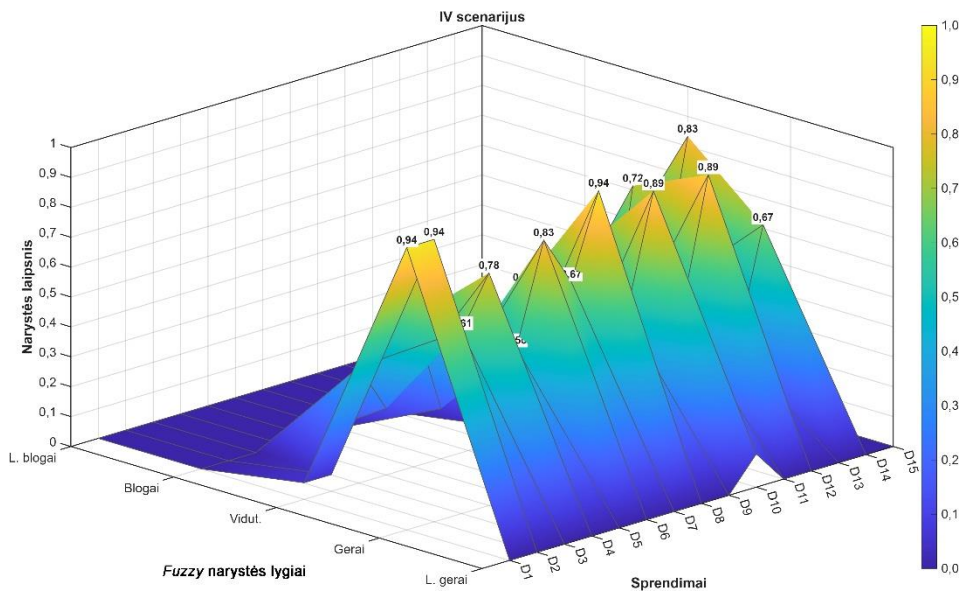 IV scenarijus
1,0
0,9
0,8
0,7
0,6
0,5
0,4
0,3
0,2
0,1
0,0
Narystės laipsnis
1
0,9
0,8
0,7
0,6
0,5
0,4
0,3
0,2
0,1
0
0,83
0,89
0,72
0,89
0,94
0,67
0,83
0,67
0,94
0,94
0,78
61
L. blogai
Blogai
Vidut.
Gerai
L. gerai
Fuzzy narystės lygiai
D1
D2
D3
D4
D5
D6
D7
D8
D9
D10
D11
D12
D13
D14
D15
Sprendimai